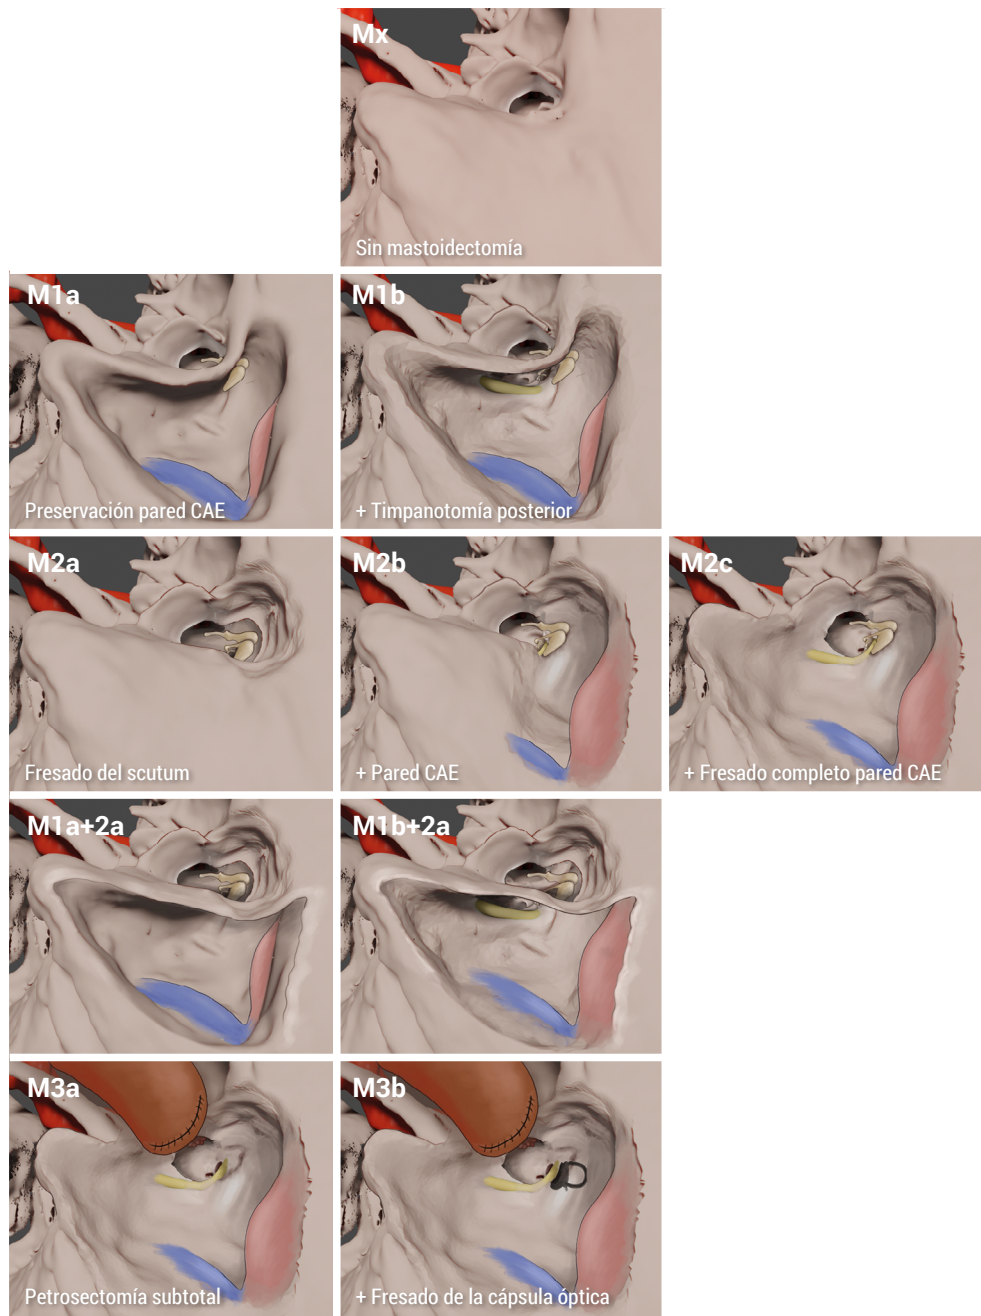 Mx
Sin mastoidectomía
M1a
Preservación pared CAE
M1b
+ Timpanotomía posterior
M2a
Fresado del scutum
M2b
+ Pared CAE
M2c
+ Fresado completo pared CAE
M1a+2a
M1b+2a
M3a
Petrosectomía subtotal
M3b
+ Fresado de la cápsula óptica